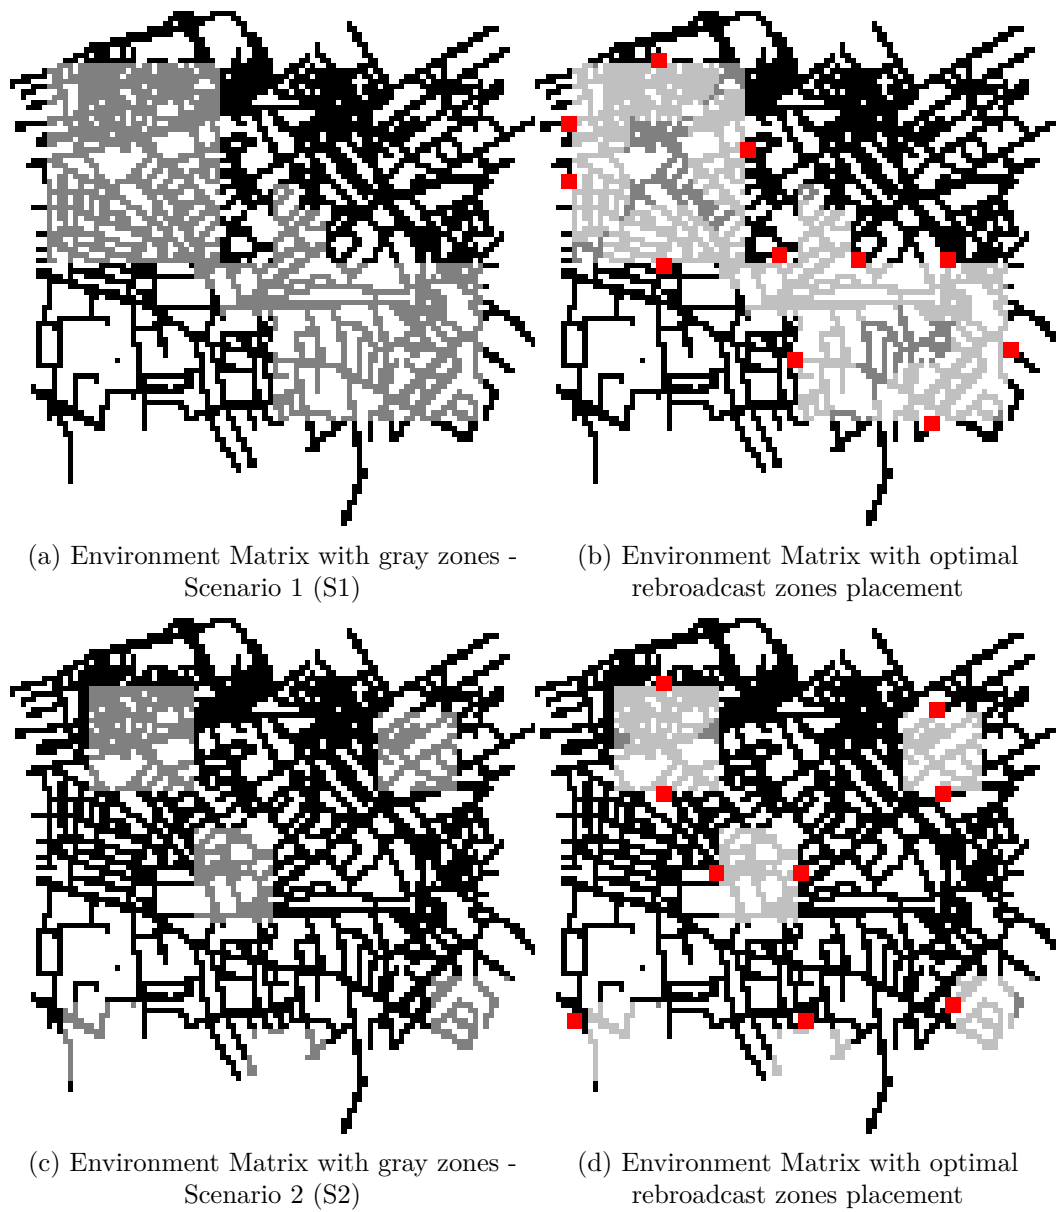 (a) Environment Matrix with gray zones -
Scenario 1 (S1)
(b) Environment Matrix with optimal
rebroadcast zones placement
(c) Environment Matrix with gray zones -
Scenario 2 (S2)
(d) Environment Matrix with optimal
rebroadcast zones placement